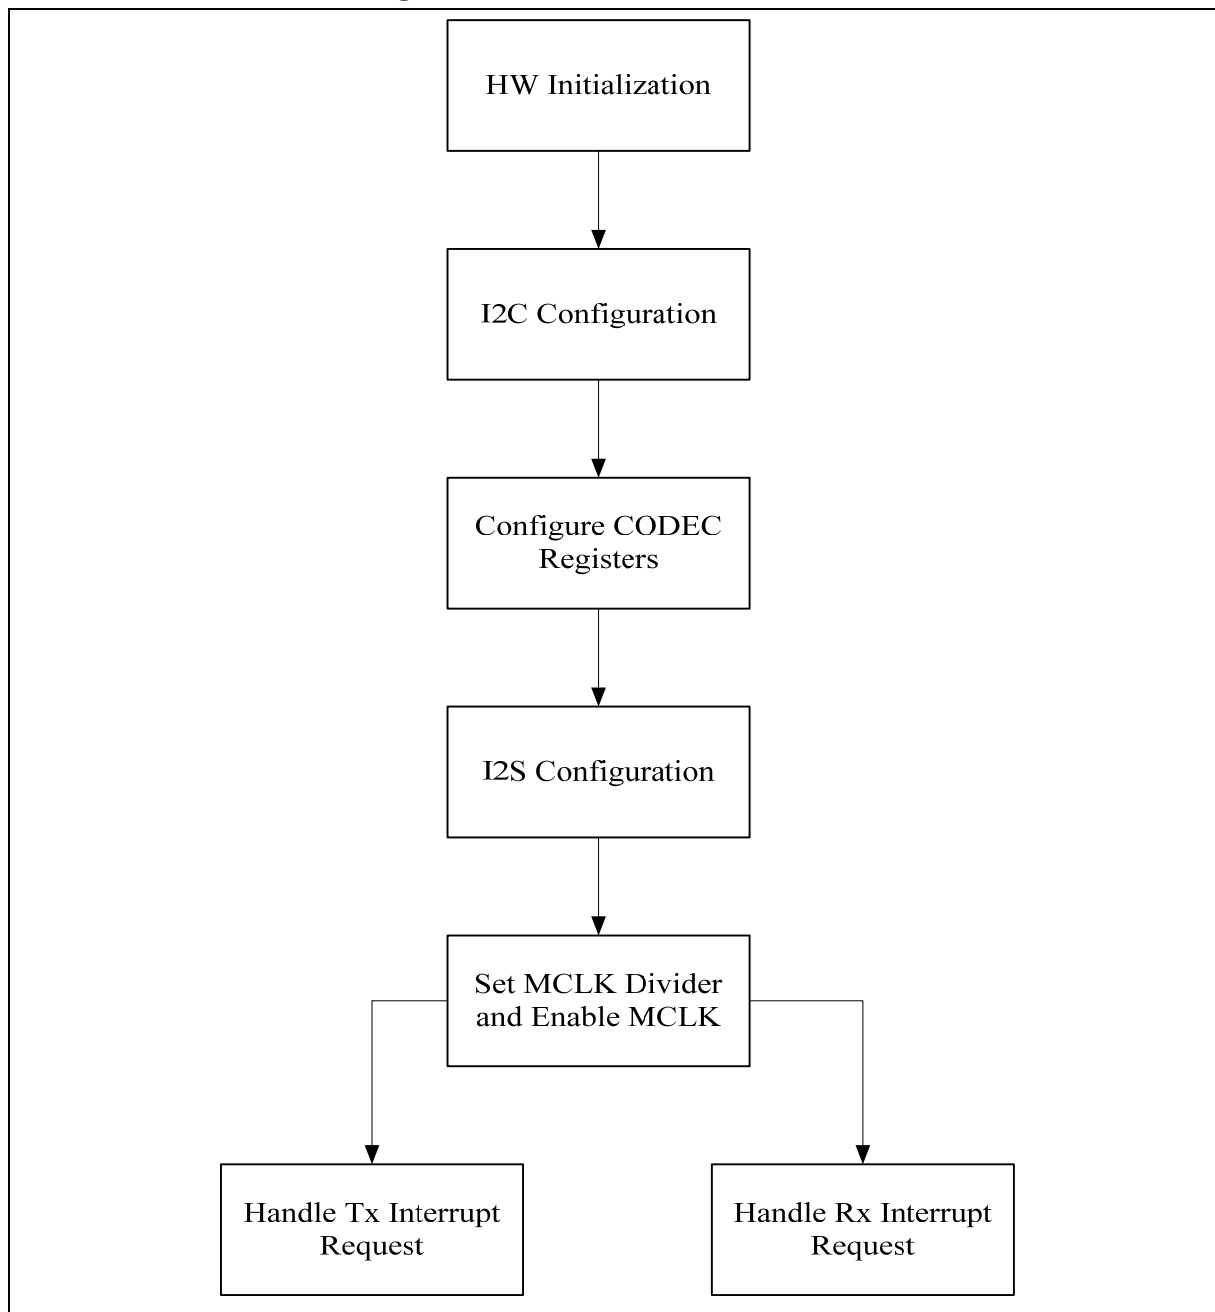 HW Initialization
I2C Configuration
Configure CODEC
Registers
I2S Configuration
Set MCLK Divider
and Enable MCLK
Handle Tx Interrupt
Request
Handle Rx Interrupt
Request